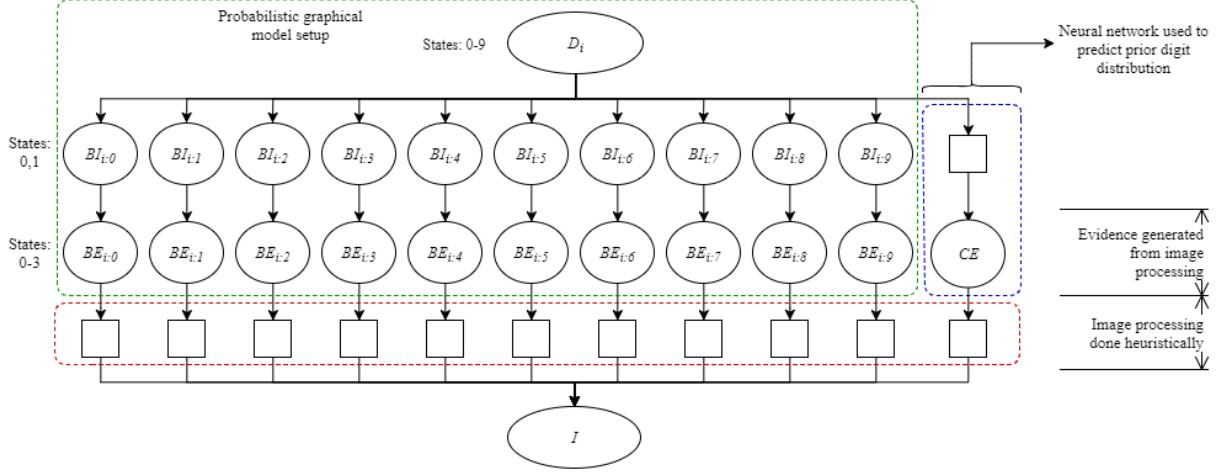 Probabilistic graphical
model setup
States: 0-9
D_i
Neural network used to
predict prior digit
distribution
States:
0,1
BI_i:0 BI_i:1 BI_i:2 BI_i:3 BI_i:4 BI_i:5 BI_i:6 BI_i:7 BI_i:8 BI_i:9
States:
0-3
BE_i:0 BE_i:1 BE_i:2 BE_i:3 BE_i:4 BE_i:5 BE_i:6 BE_i:7 BE_i:8 BE_i:9 CE
Evidence generated
from image
processing
Image processing
done heuristically
I